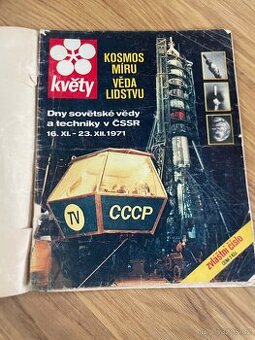 květy
KOSMOS
MÍRU
VĚDA
LIDSTVU
Dny sovětské vědy
a techniky v ČSSR
16. XI. - 23. XII. 1971
TV
CCCP
zvláštní číslo